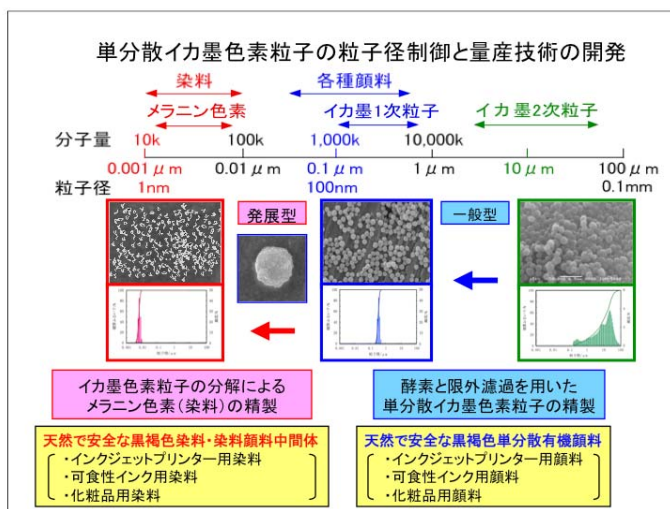 単分散イカ墨色素粒子の粒子径制御と量産技術の開発
染料
各種顔料
メラニン色素
イカ墨1次粒子
イカ墨2次粒子
分子量
10k
100k
1,000k
10,000k
0.001μm
0.01μm
0.1μm
1μm
10μm
100μm
粒子径
1nm
100nm
0.1mm
発展型
一般型
イカ墨色素粒子の分解による
メラニン色素(染料)の精製
酵素と限外濾過を用いた
単分散イカ墨色素粒子の精製
天然で安全な黒褐色染料・染料顔料中間体
・インクジェットプリンター用染料
・可食性インク用染料
・化粧品用染料
天然で安全な黒褐色単分散有機顔料
・インクジェットプリンター用顔料
・可食性インク用顔料
・化粧品用顔料